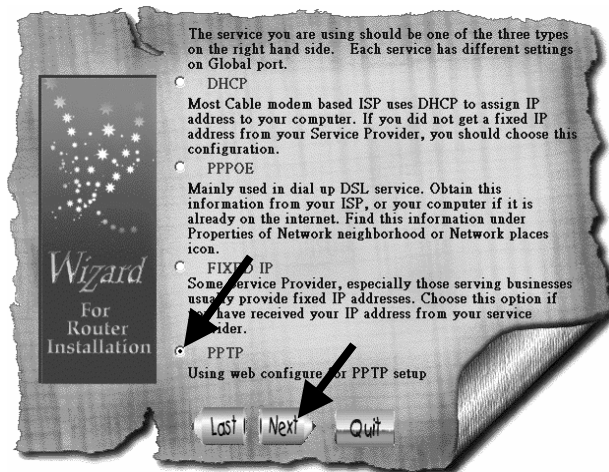 The service you are using should be one of the three types
on the right hand side. Each service has different settings
on Global port.
DHCP
Most Cable modem based ISP uses DHCP to assign IP
address to your computer. If you did not get a fixed IP
address from your Service Provider, you should choose this
configuration.
PPPOE
Mainly used in dial up DSL service. Obtain this
information from your ISP, or your computer if it is
already on the internet. Find this information under
Properties of Network neighborhood or Network places
icon.
FIXED IP
Some Service Provider, especially those serving businesses
usually provide fixed IP addresses. Choose this option if
have received your IP address from your service
PPTP
Using web configure for PPTP setup
Wizard
For
Router
Installation
Last Next Quit